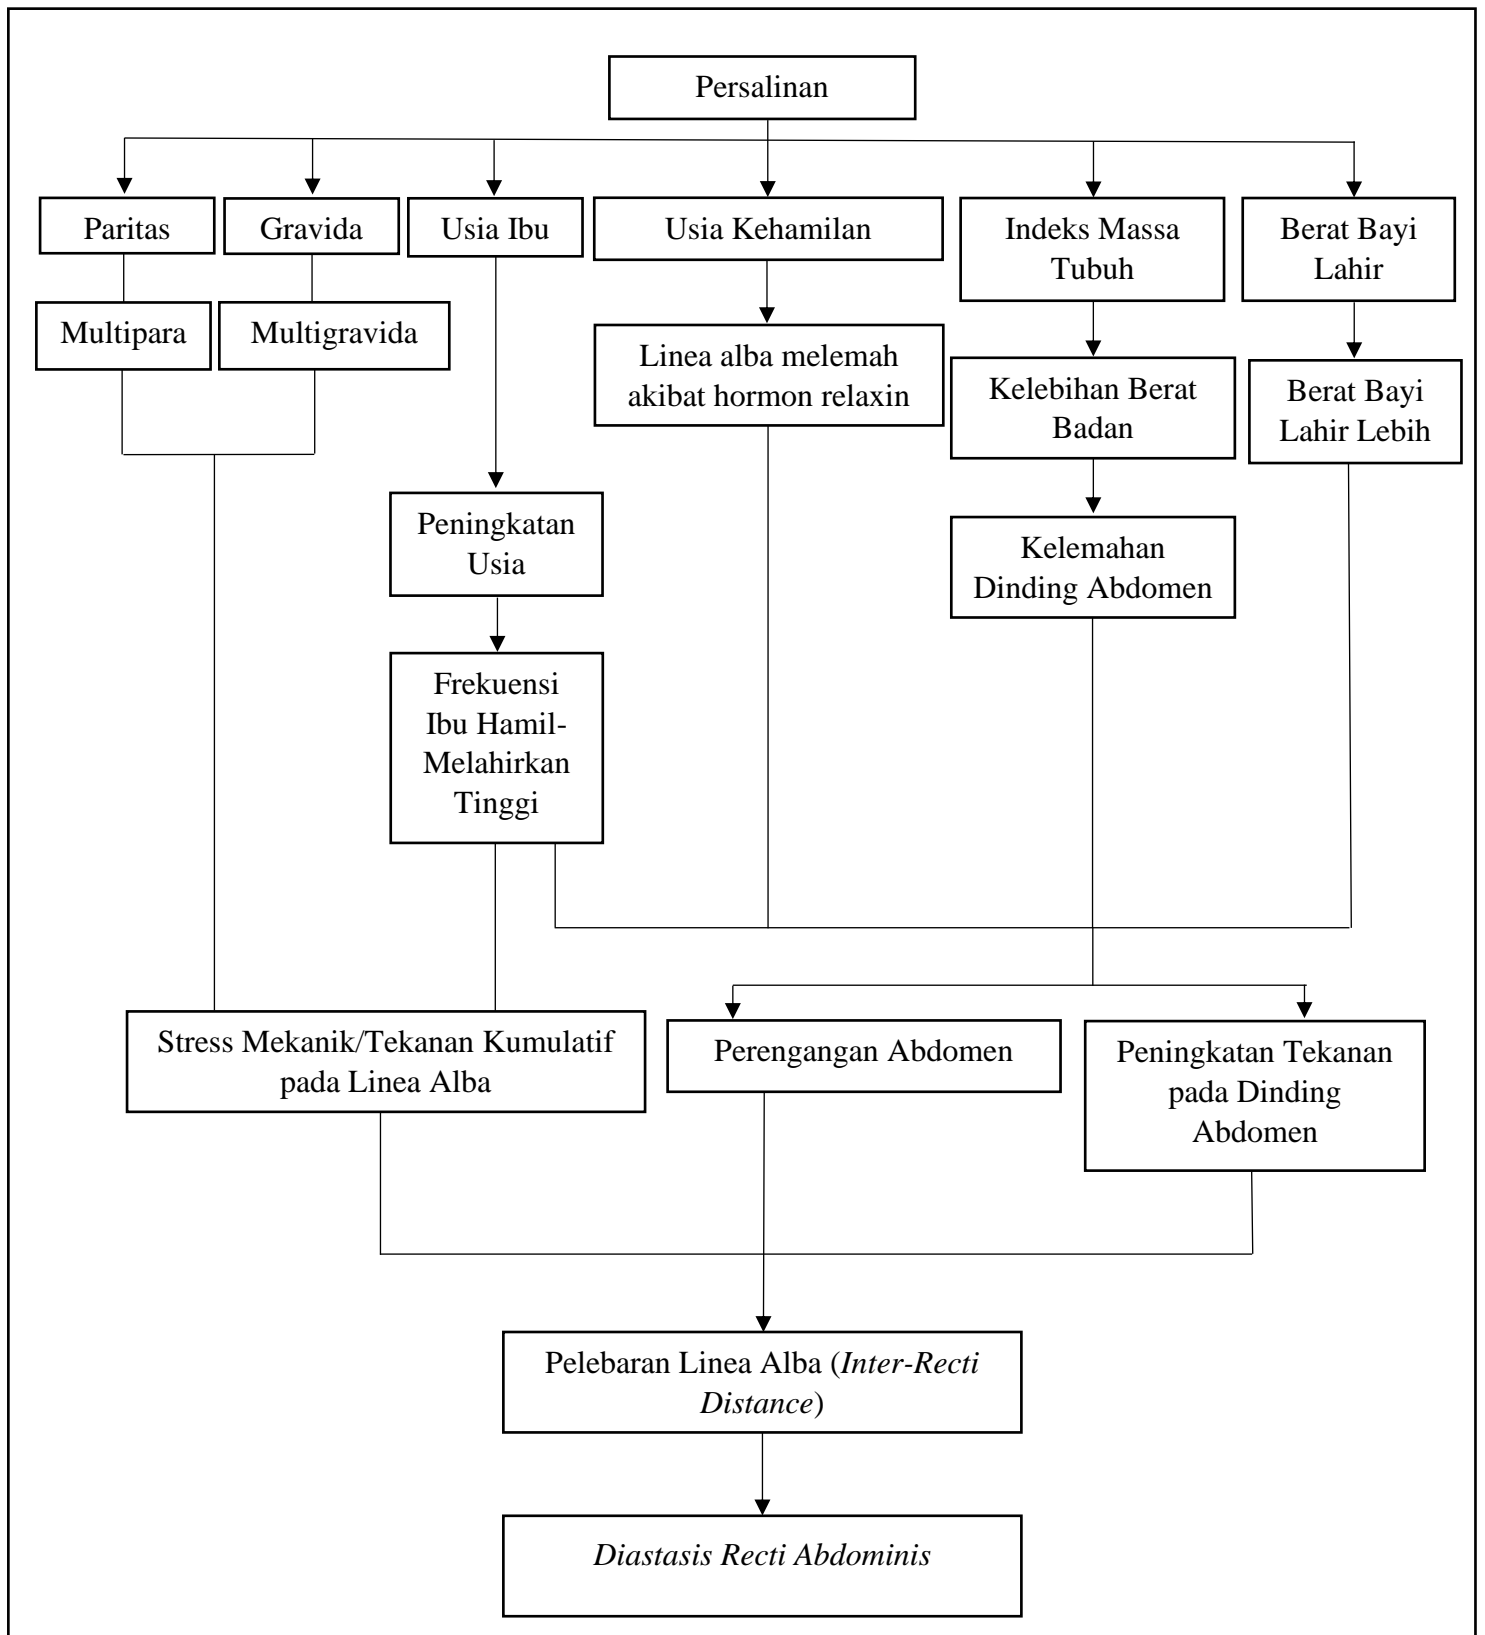 Persalinan
Paritas
Gravida
Usia Ibu
Usia Kehamilan
Indeks Massa
Tubuh
Berat Bayi
Lahir
Multipara
Multigravida
Linea alba melemah
akibat hormon relaxin
Kelebihan Berat
Badan
Berat Bayi
Lahir Lebih
Peningkatan
Usia
Kelemahan
Dinding Abdomen
Frekuensi
Ibu Hamil-
Melahirkan
Tinggi
Stress Mekanik/Tekanan Kumulatif
pada Linea Alba
Perengangan Abdomen
Peningkatan Tekanan
pada Dinding
Abdomen
Pelebaran Linea Alba (Inter-Recti
Distance)
Diastasis Recti Abdominis